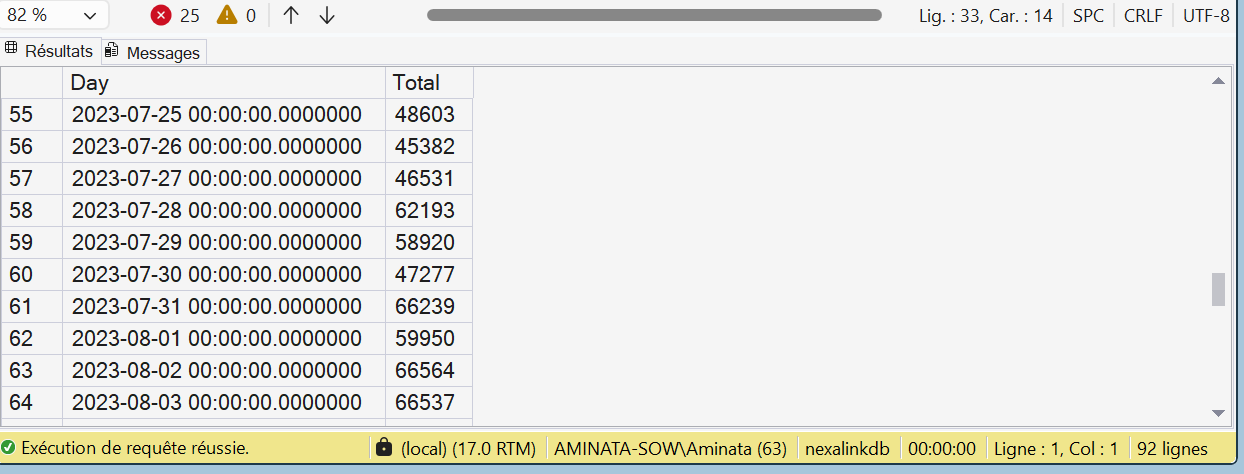 82 % 25 0 Lig. : 33, Car. : 14 SPC CRLF UTF-8
Résultats Messages
Day Total
55 2023-07-25 00:00:00.0000000 48603
56 2023-07-26 00:00:00.0000000 45382
57 2023-07-27 00:00:00.0000000 46531
58 2023-07-28 00:00:00.0000000 62193
59 2023-07-29 00:00:00.0000000 58920
60 2023-07-30 00:00:00.0000000 47277
61 2023-07-31 00:00:00.0000000 66239
62 2023-08-01 00:00:00.0000000 59950
63 2023-08-02 00:00:00.0000000 66564
64 2023-08-03 00:00:00.0000000 66537
Exécution de requête réussie. (local) (17.0 RTM) AMINATA-SOW\Aminata (63) nexalinkdb 00:00:00 Ligne : 1, Col : 1 92 lignes